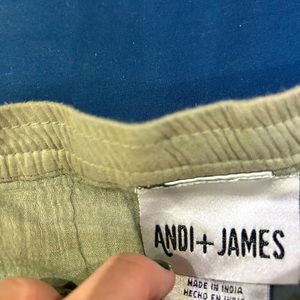 ANDI+ JAMES
MADE IN INDIA
HECHO EN INDIA